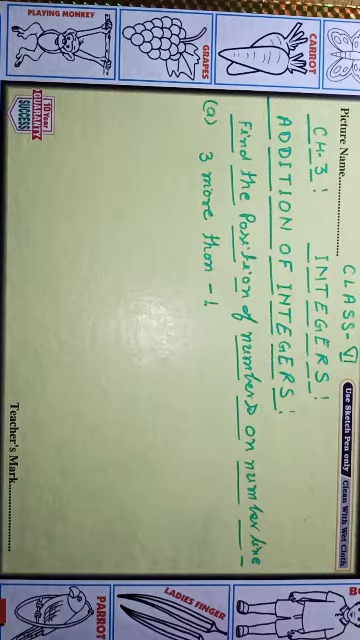 PLAYING MONKEY
GRAPES
CARROT
Picture Name
CLASS - VI
Use Sketch Pen only
Clean With Wet Cloth
CH-3: INTEGERS:
ADDITION OF INTEGERS:
Find the Position of numbers on number line
(a) 3 more than -1
10 Year
GUARANTY
SUCCESS
Teacher's Mark
PARROT
LADIES FINGER